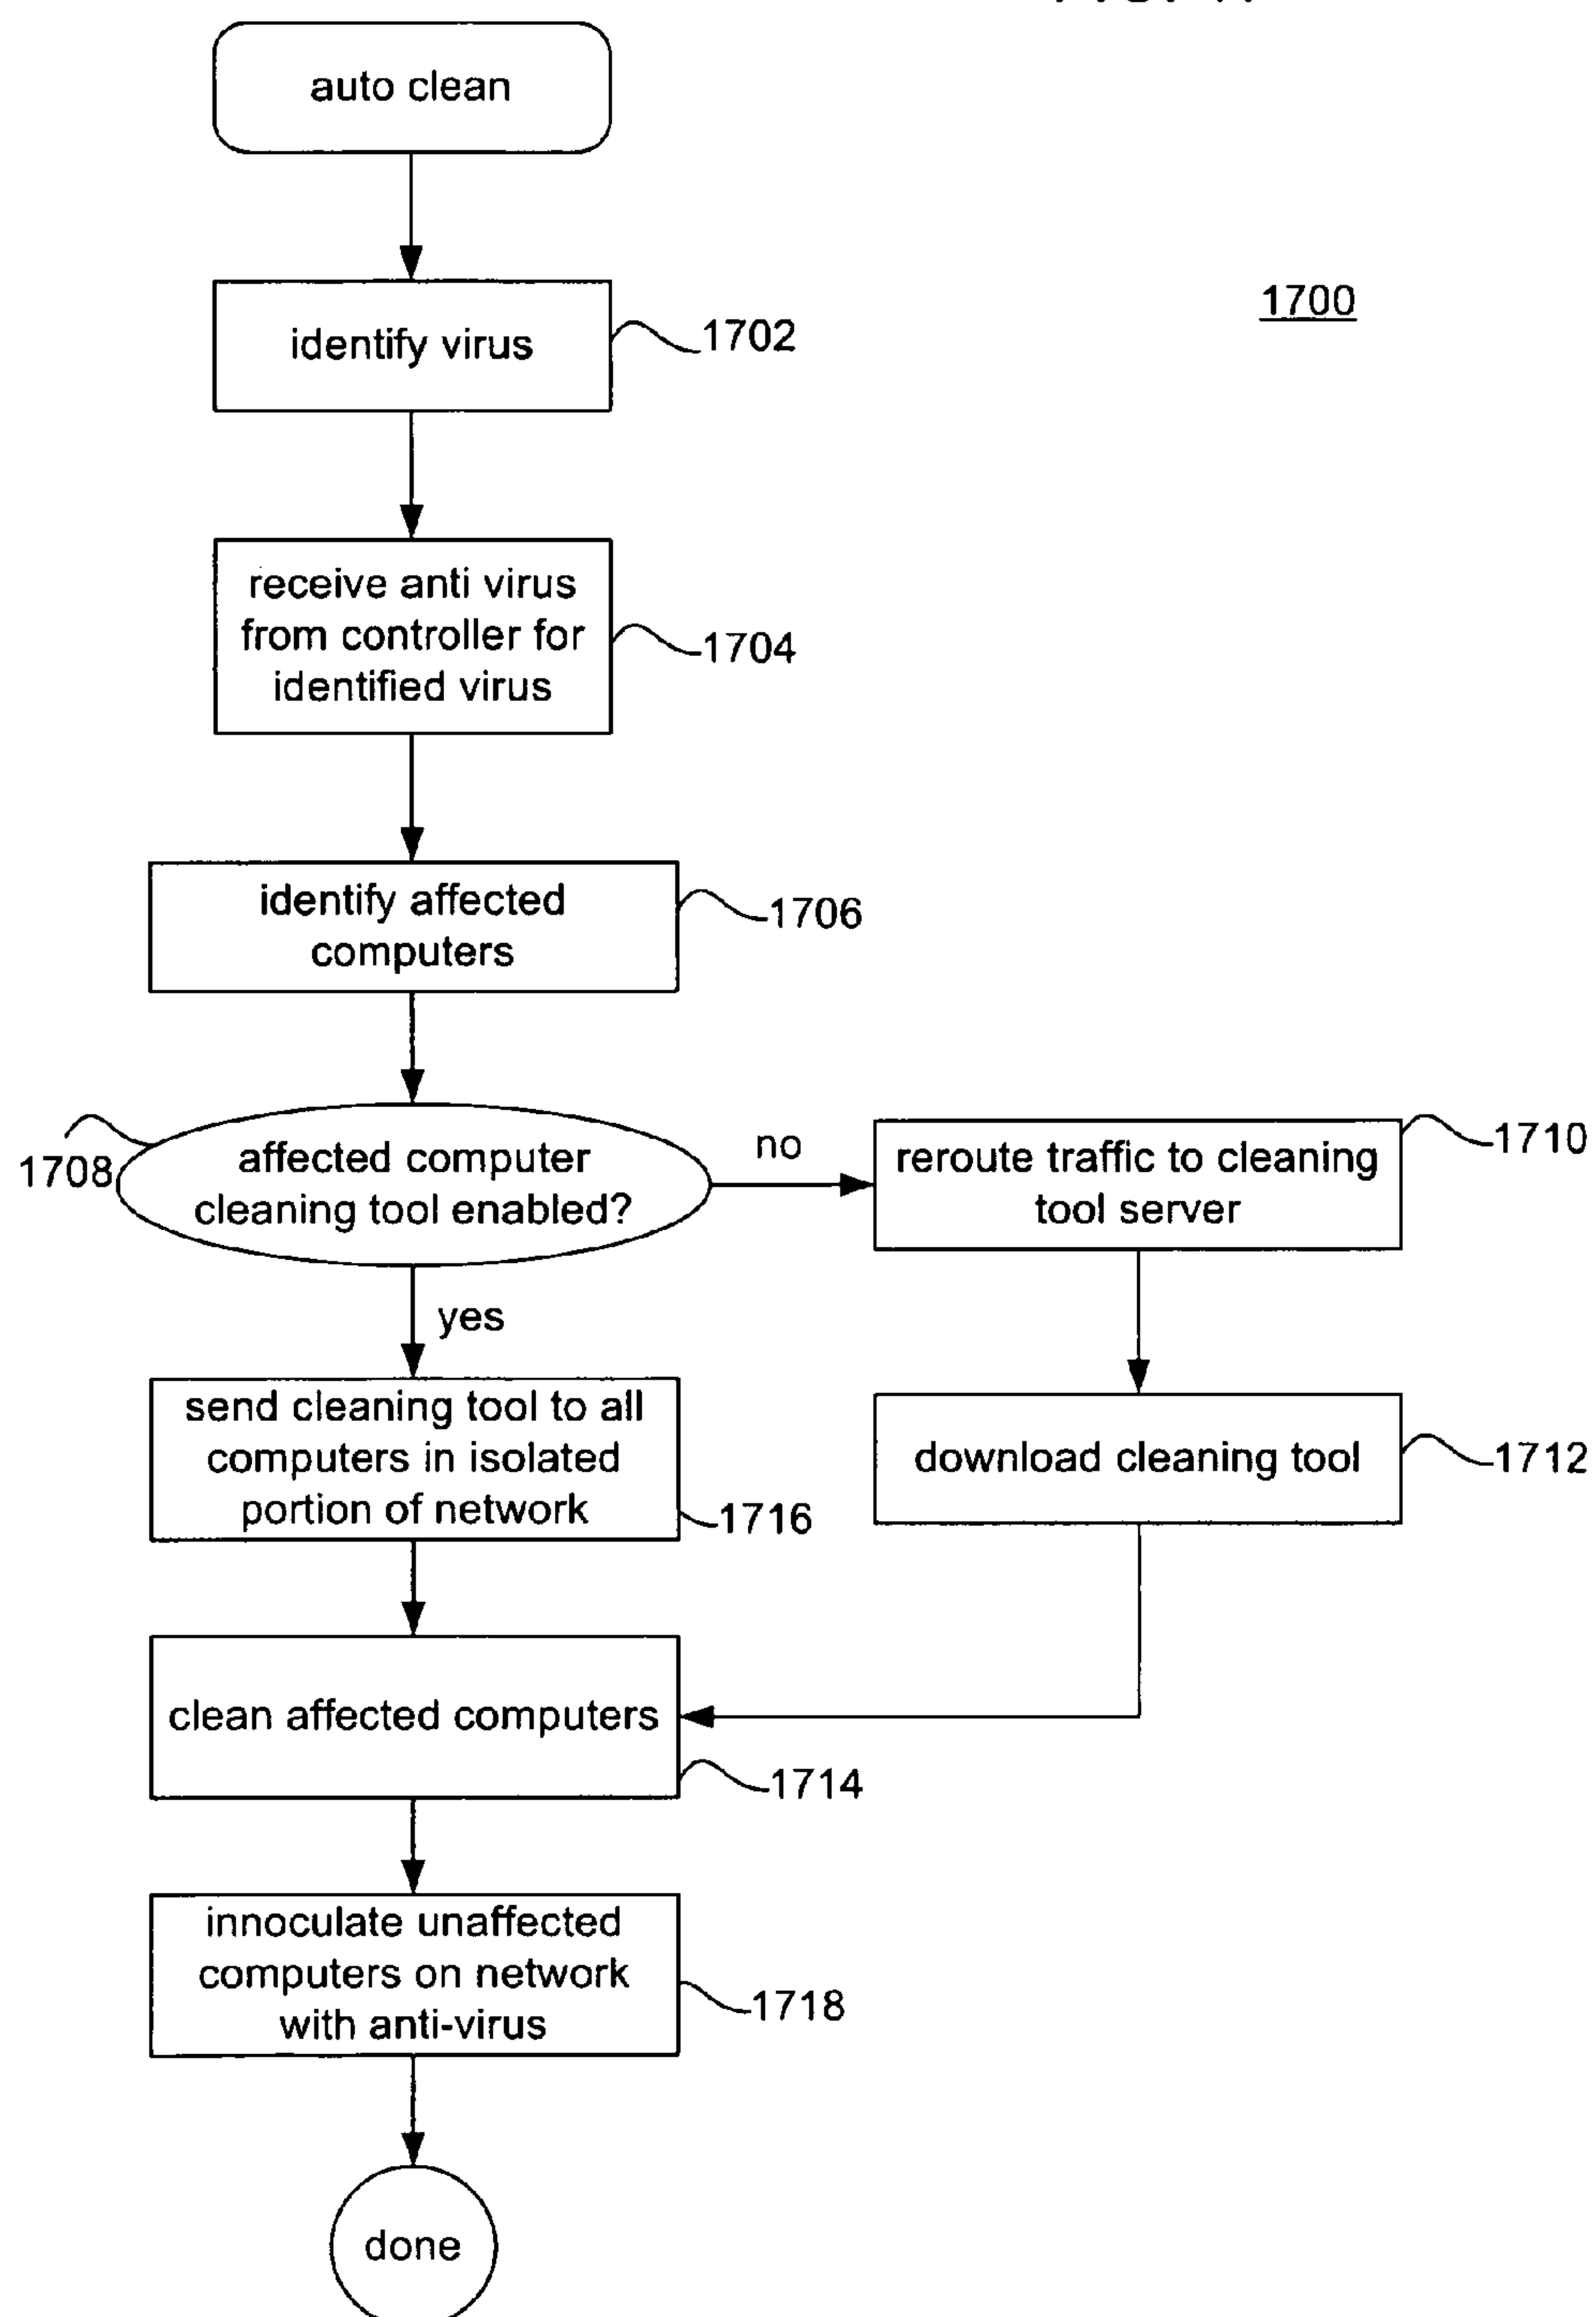 auto clean
1700
identify virus
1702
receive anti virus
from controller for
identified virus
1704
identify affected
computers
1706
1708
affected computer
cleaning tool enabled?
no
reroute traffic to cleaning
tool server
1710
yes
send cleaning tool to all
computers in isolated
portion of network
1716
download cleaning tool
1712
clean affected computers
1714
innoculate unaffected
computers on network
with anti-virus
1718
done